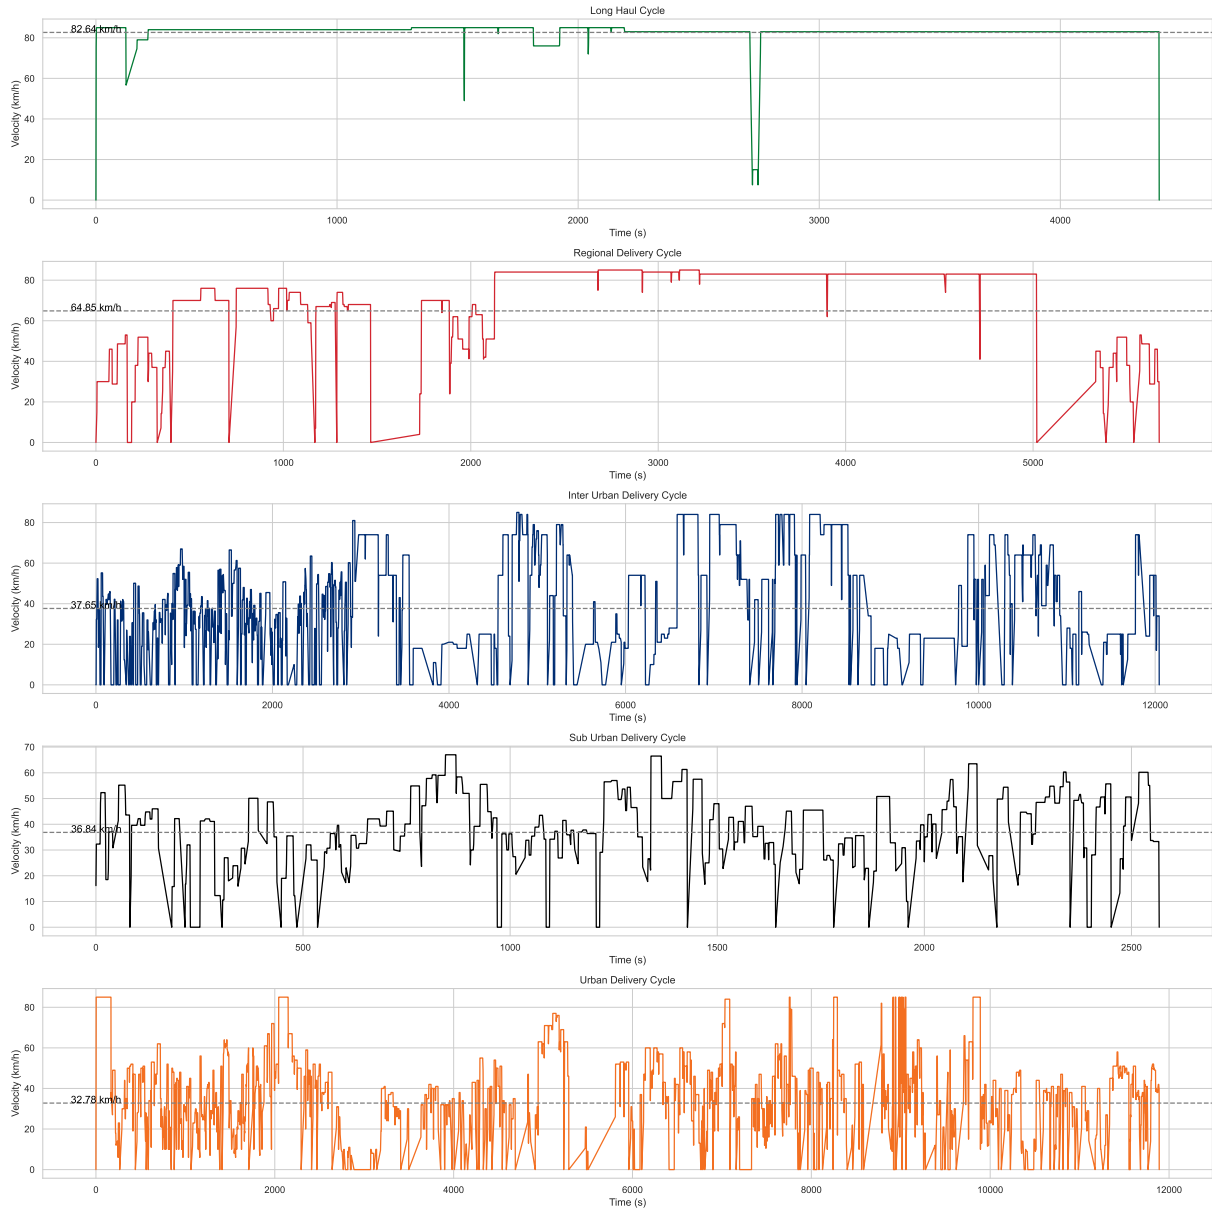 Long Haul Cycle
82.64 km/h
80
60
40
20
0
Velocity (km/h)
0 1000 2000 3000 4000
Time (s)
Regional Delivery Cycle
80
64.85 km/h
60
40
20
0
Velocity (km/h)
0 1000 2000 3000 4000 5000
Time (s)
Inter Urban Delivery Cycle
80
60
40
37.65 km/h
20
0
Velocity (km/h)
0 2000 4000 6000 8000 10000 12000
Time (s)
Sub Urban Delivery Cycle
70
60
50
40
36.84 km/h
30
20
10
0
Velocity (km/h)
0 500 1000 1500 2000 2500
Time (s)
Urban Delivery Cycle
80
60
40
32.78 km/h
20
0
Velocity (km/h)
0 2000 4000 6000 8000 10000 12000
Time (s)